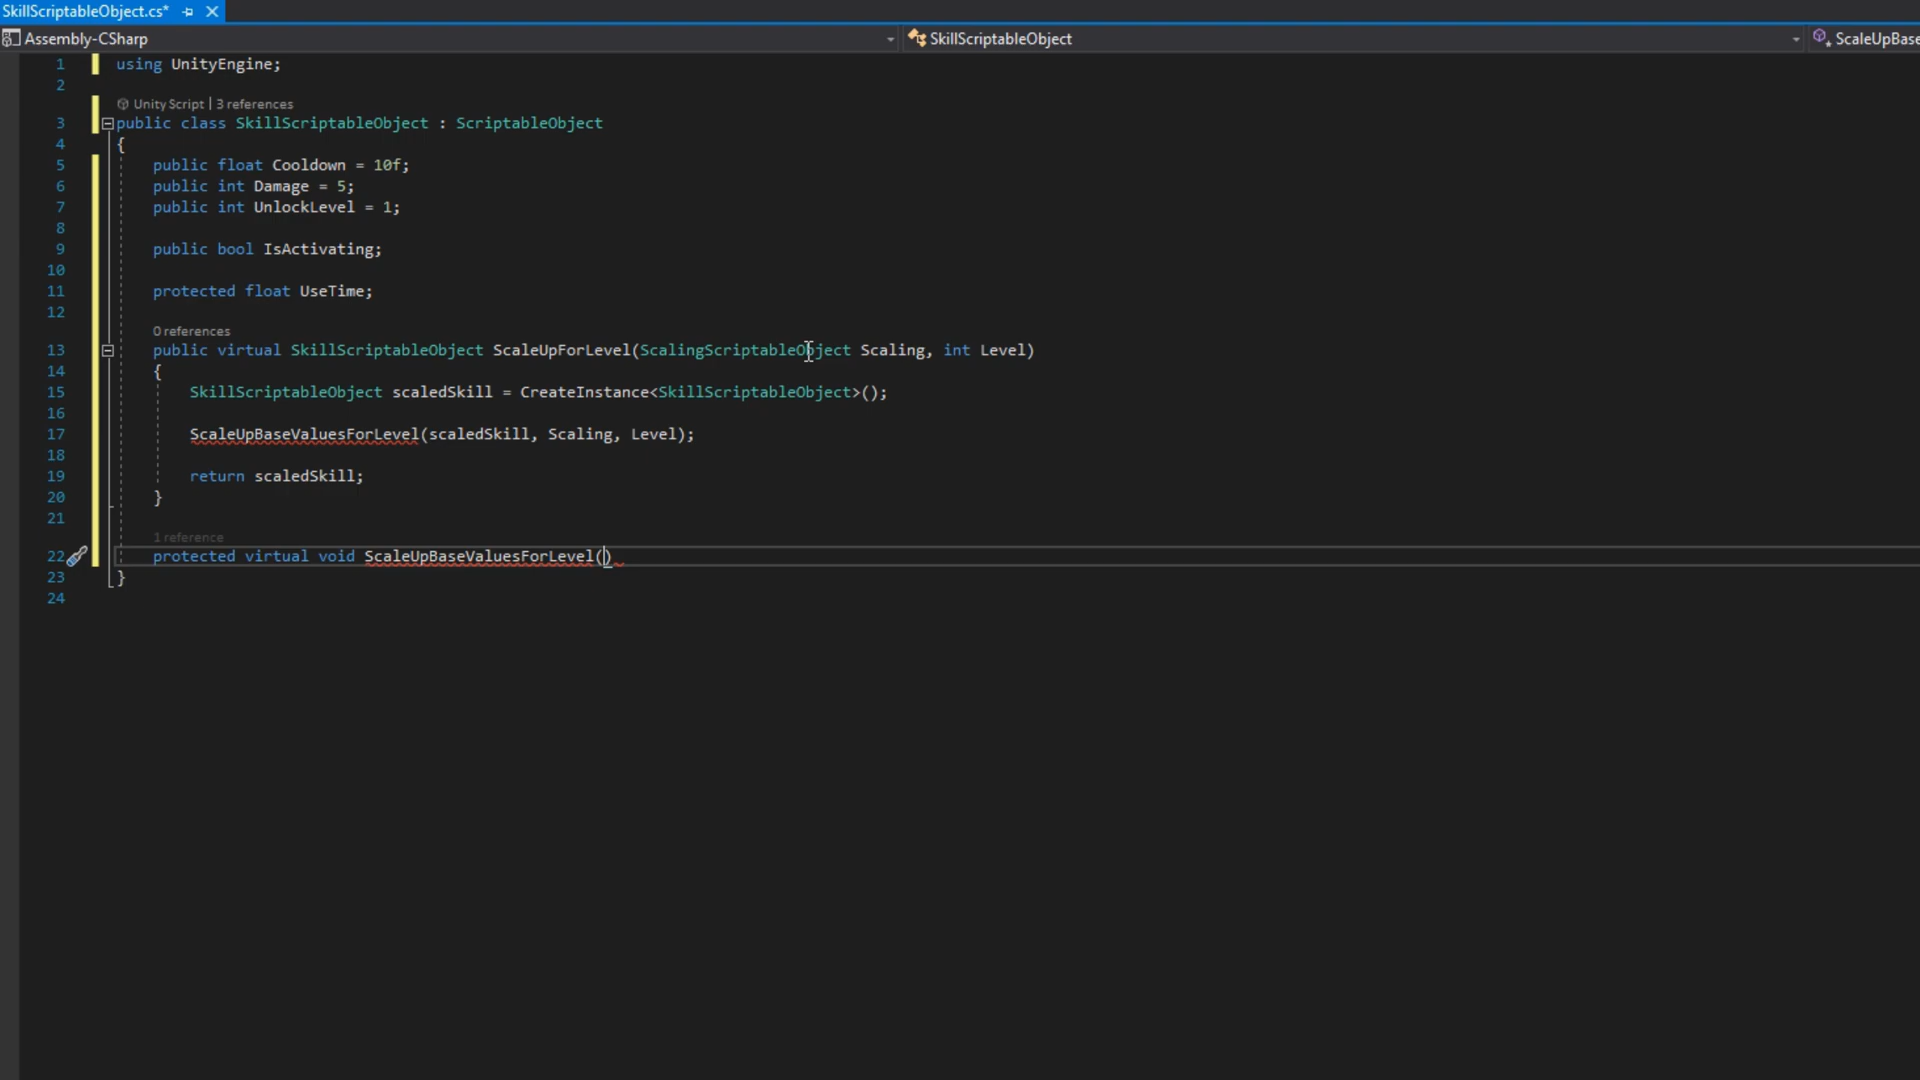 SkillScriptableObject.cs*
Assembly-CSharp SkillScriptableObject ScaleUpBase
1 using UnityEngine;
2
Unity Script | 3 references
3 public class SkillScriptableObject : ScriptableObject
4 {
5 public float Cooldown = 10f;
6 public int Damage = 5;
7 public int UnlockLevel = 1;
8
9 public bool IsActivating;
10
11 protected float UseTime;
12
0 references
13 public virtual SkillScriptableObject ScaleUpForLevel(ScalingScriptableObject Scaling, int Level)
14 {
15 SkillScriptableObject scaledSkill = CreateInstance<SkillScriptableObject>();
16
17 ScaleUpBaseValuesForLevel(scaledSkill, Scaling, Level);
18
19 return scaledSkill;
20 }
21
1 reference
22 protected virtual void ScaleUpBaseValuesForLevel()
23 }
24